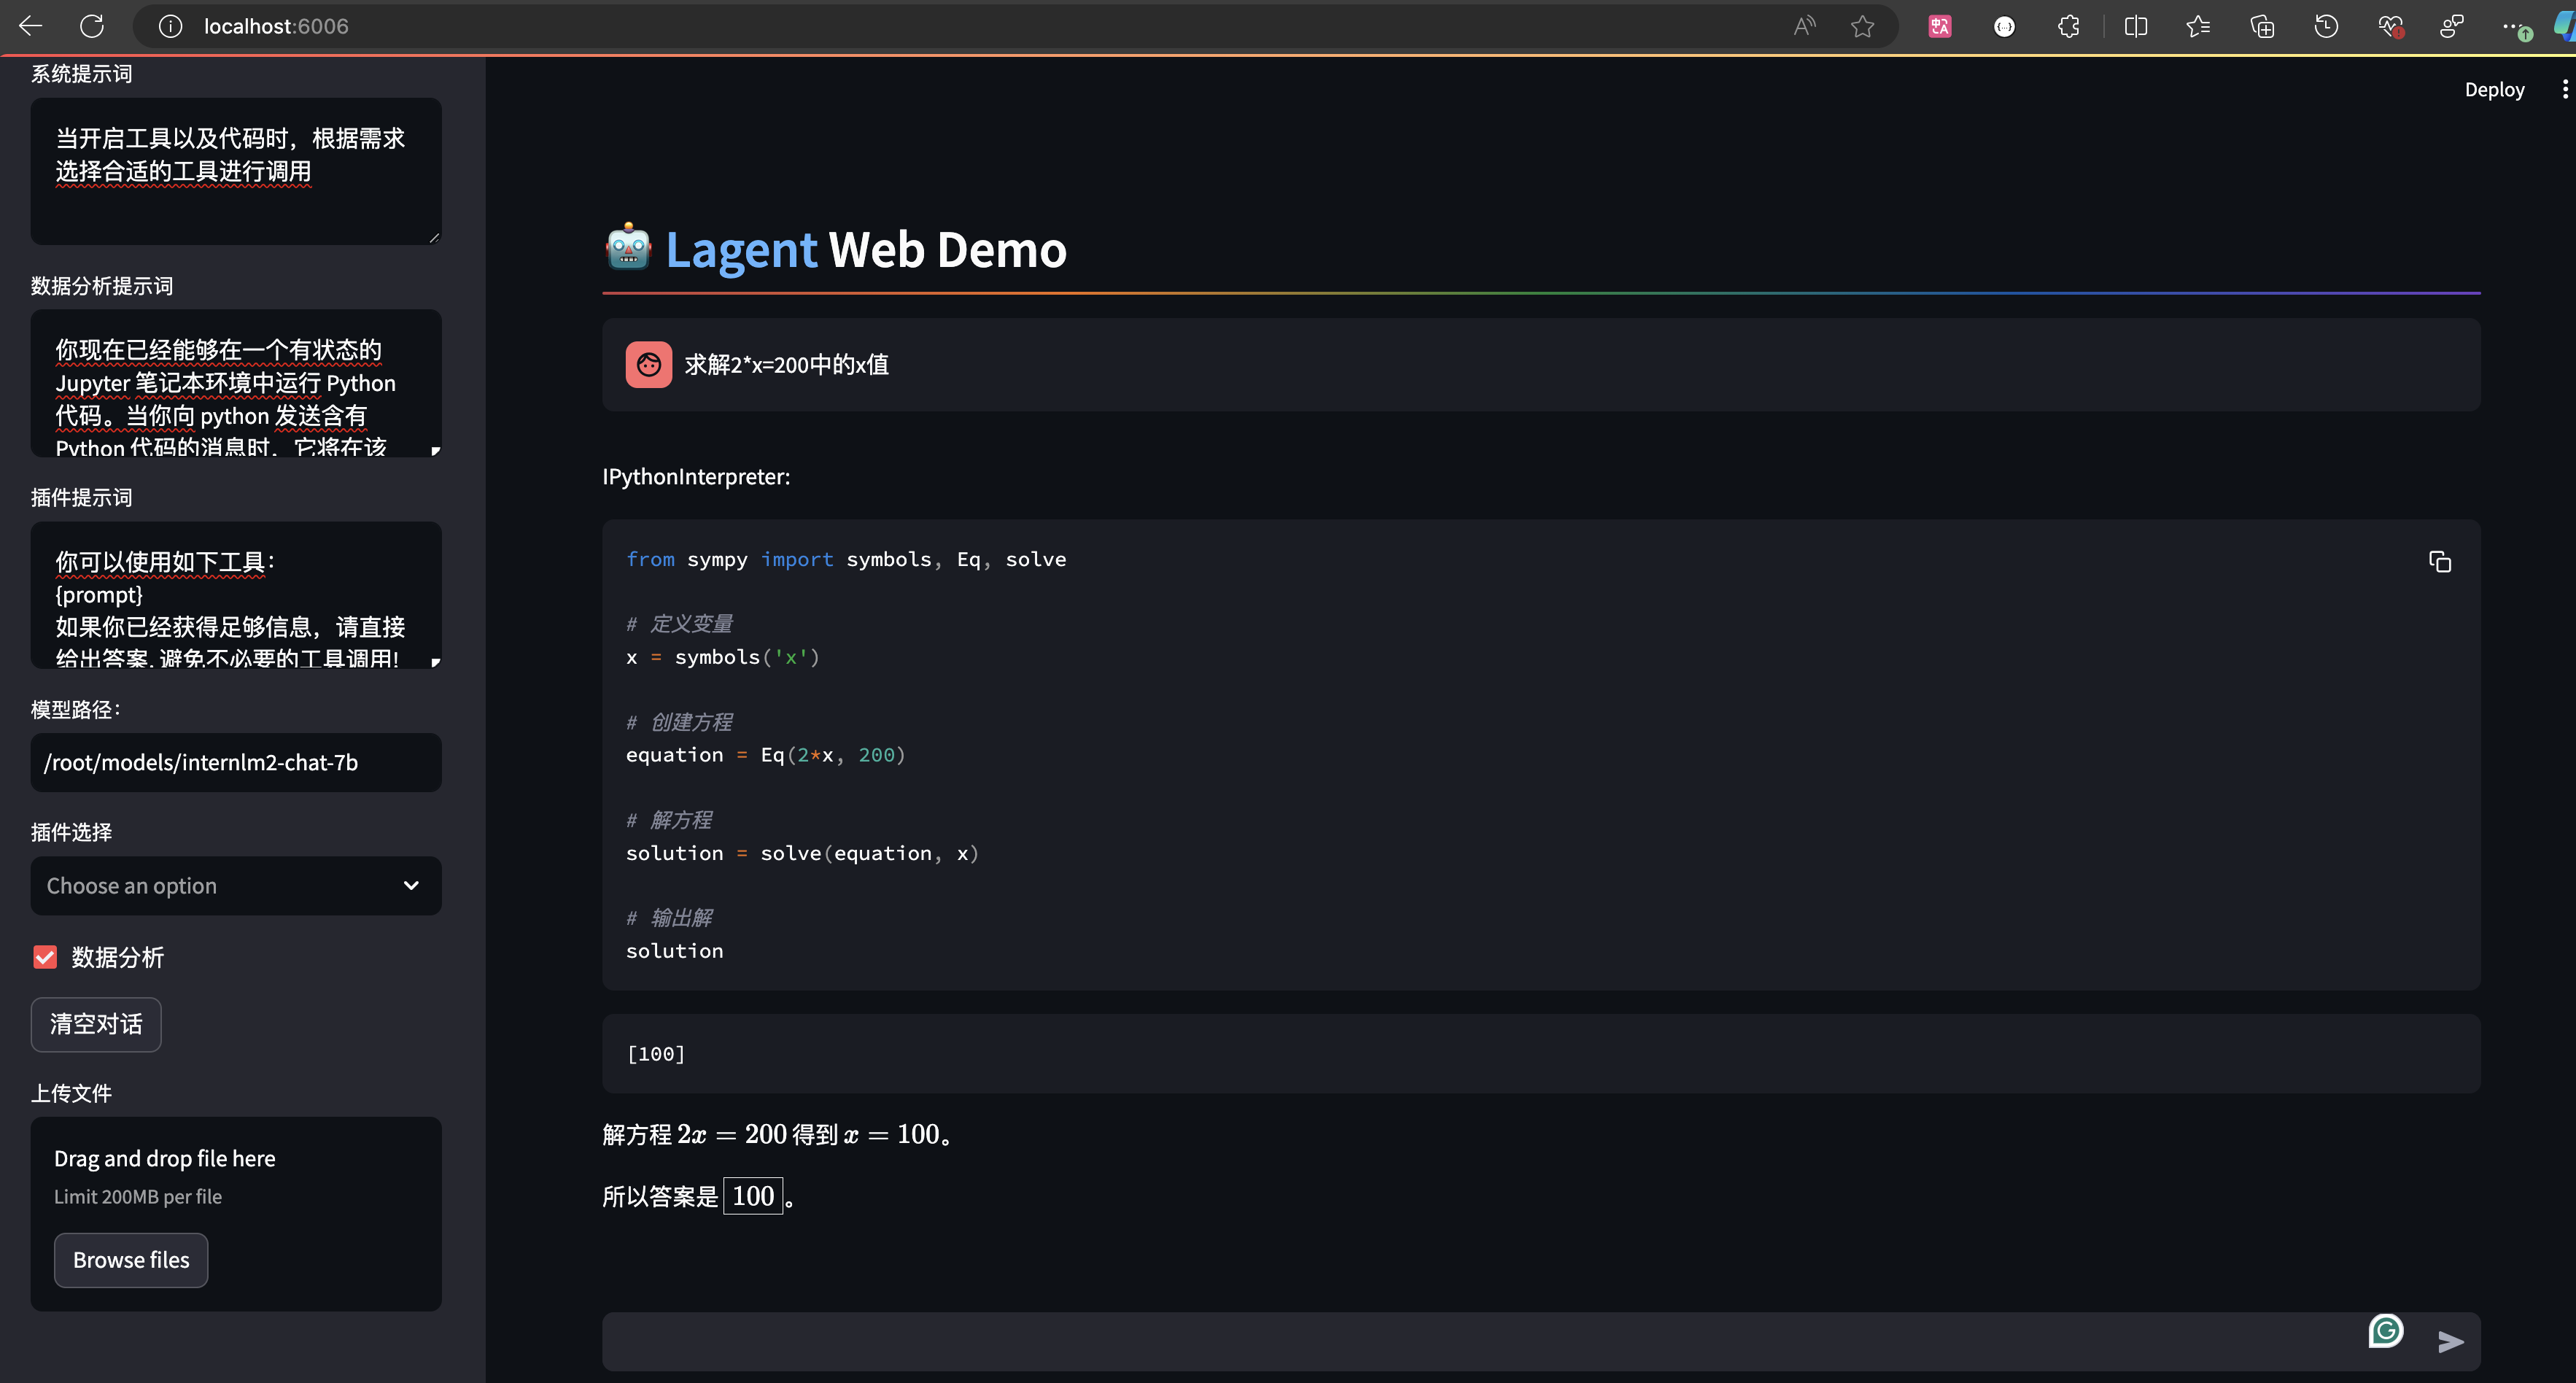 localhost:6006
系统提示词
当开启工具以及代码时，根据需求
选择合适的工具进行调用
数据分析提示词
你现在已经能够在一个有状态的
Jupyter 笔记本环境中运行 Python
代码。当你向 python 发送含有
Python 代码的消息时，它将在该
插件提示词
你可以使用如下工具：
{prompt}
如果你已经获得足够信息，请直接
给出答案. 避免不必要的工具调用!
模型路径：
/root/models/internlm2-chat-7b
插件选择
Choose an option
数据分析
清空对话
上传文件
Drag and drop file here
Limit 200MB per file
Browse files
Deploy
Lagent Web Demo
求解2*x=200中的x值
IPythonInterpreter:
from sympy import symbols, Eq, solve
# 定义变量
x = symbols('x')
# 创建方程
equation = Eq(2*x, 200)
# 解方程
solution = solve(equation, x)
# 输出解
solution
[100]
解方程 2x = 200 得到 x = 100。
所以答案是 100 。